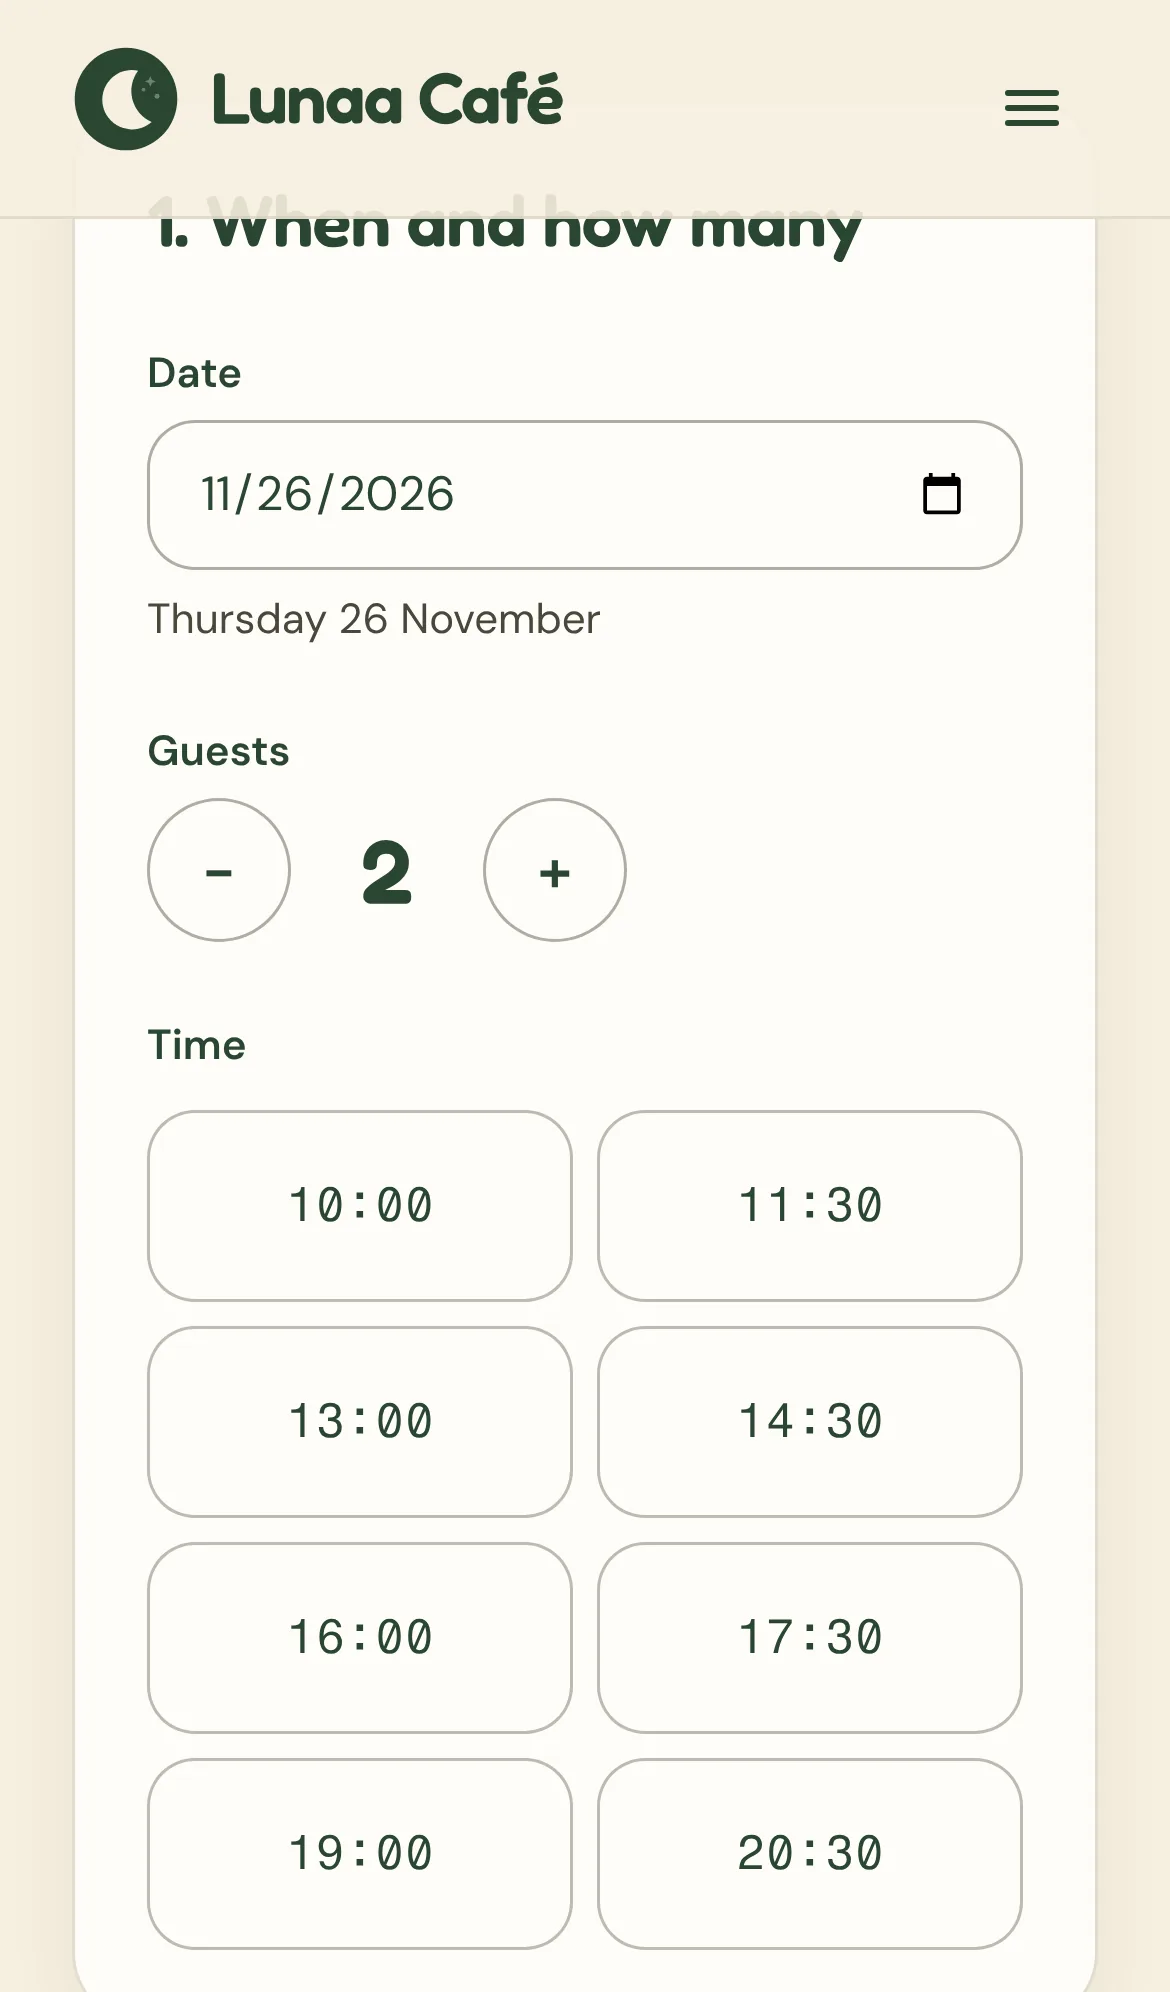 Lunaa Café
1. When and how many
Date
11/26/2026
Thursday 26 November
Guests
− 2 +
Time
10:00 11:30
13:00 14:30
16:00 17:30
19:00 20:30